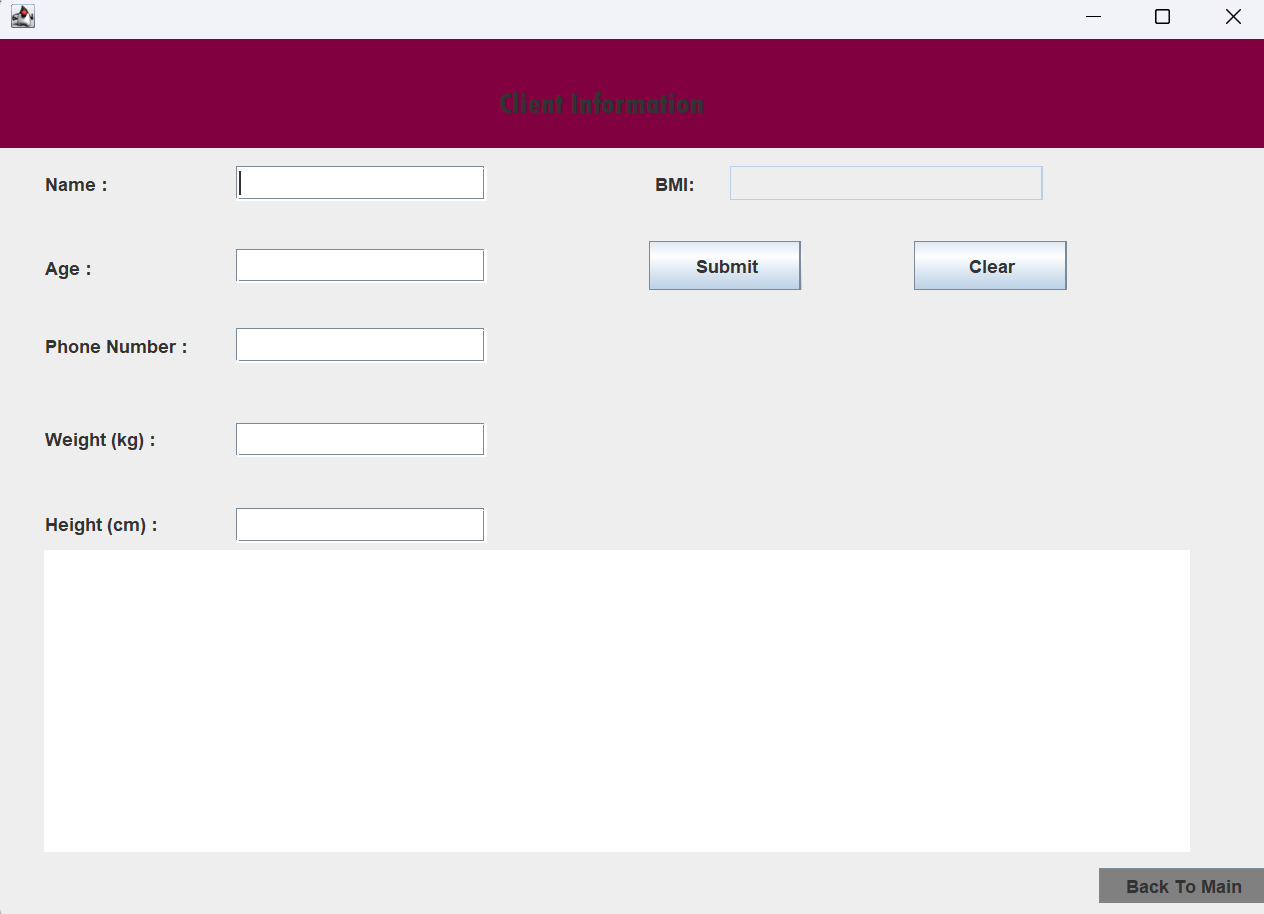 Client Information
Name :
BMI:
Age :
Submit
Clear
Phone Number :
Weight (kg) :
Height (cm) :
Back To Main